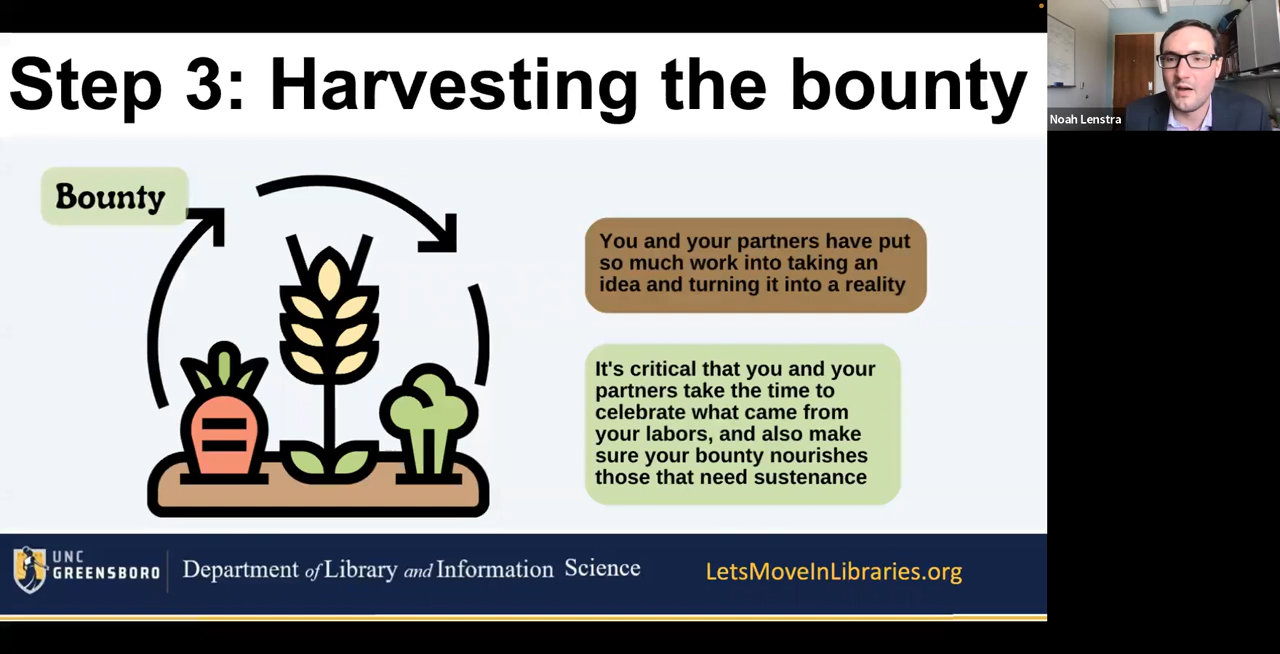 Step 3: Harvesting the bounty
Noah Lenstra
Bounty
You and your partners have put
so much work into taking an
idea and turning it into a reality
It's critical that you and your
partners take the time to
celebrate what came from
your labors, and also make
sure your bounty nourishes
those that need sustenance
UNC
GREENSBORO
Department of Library and Information Science
LetsMoveInLibraries.org